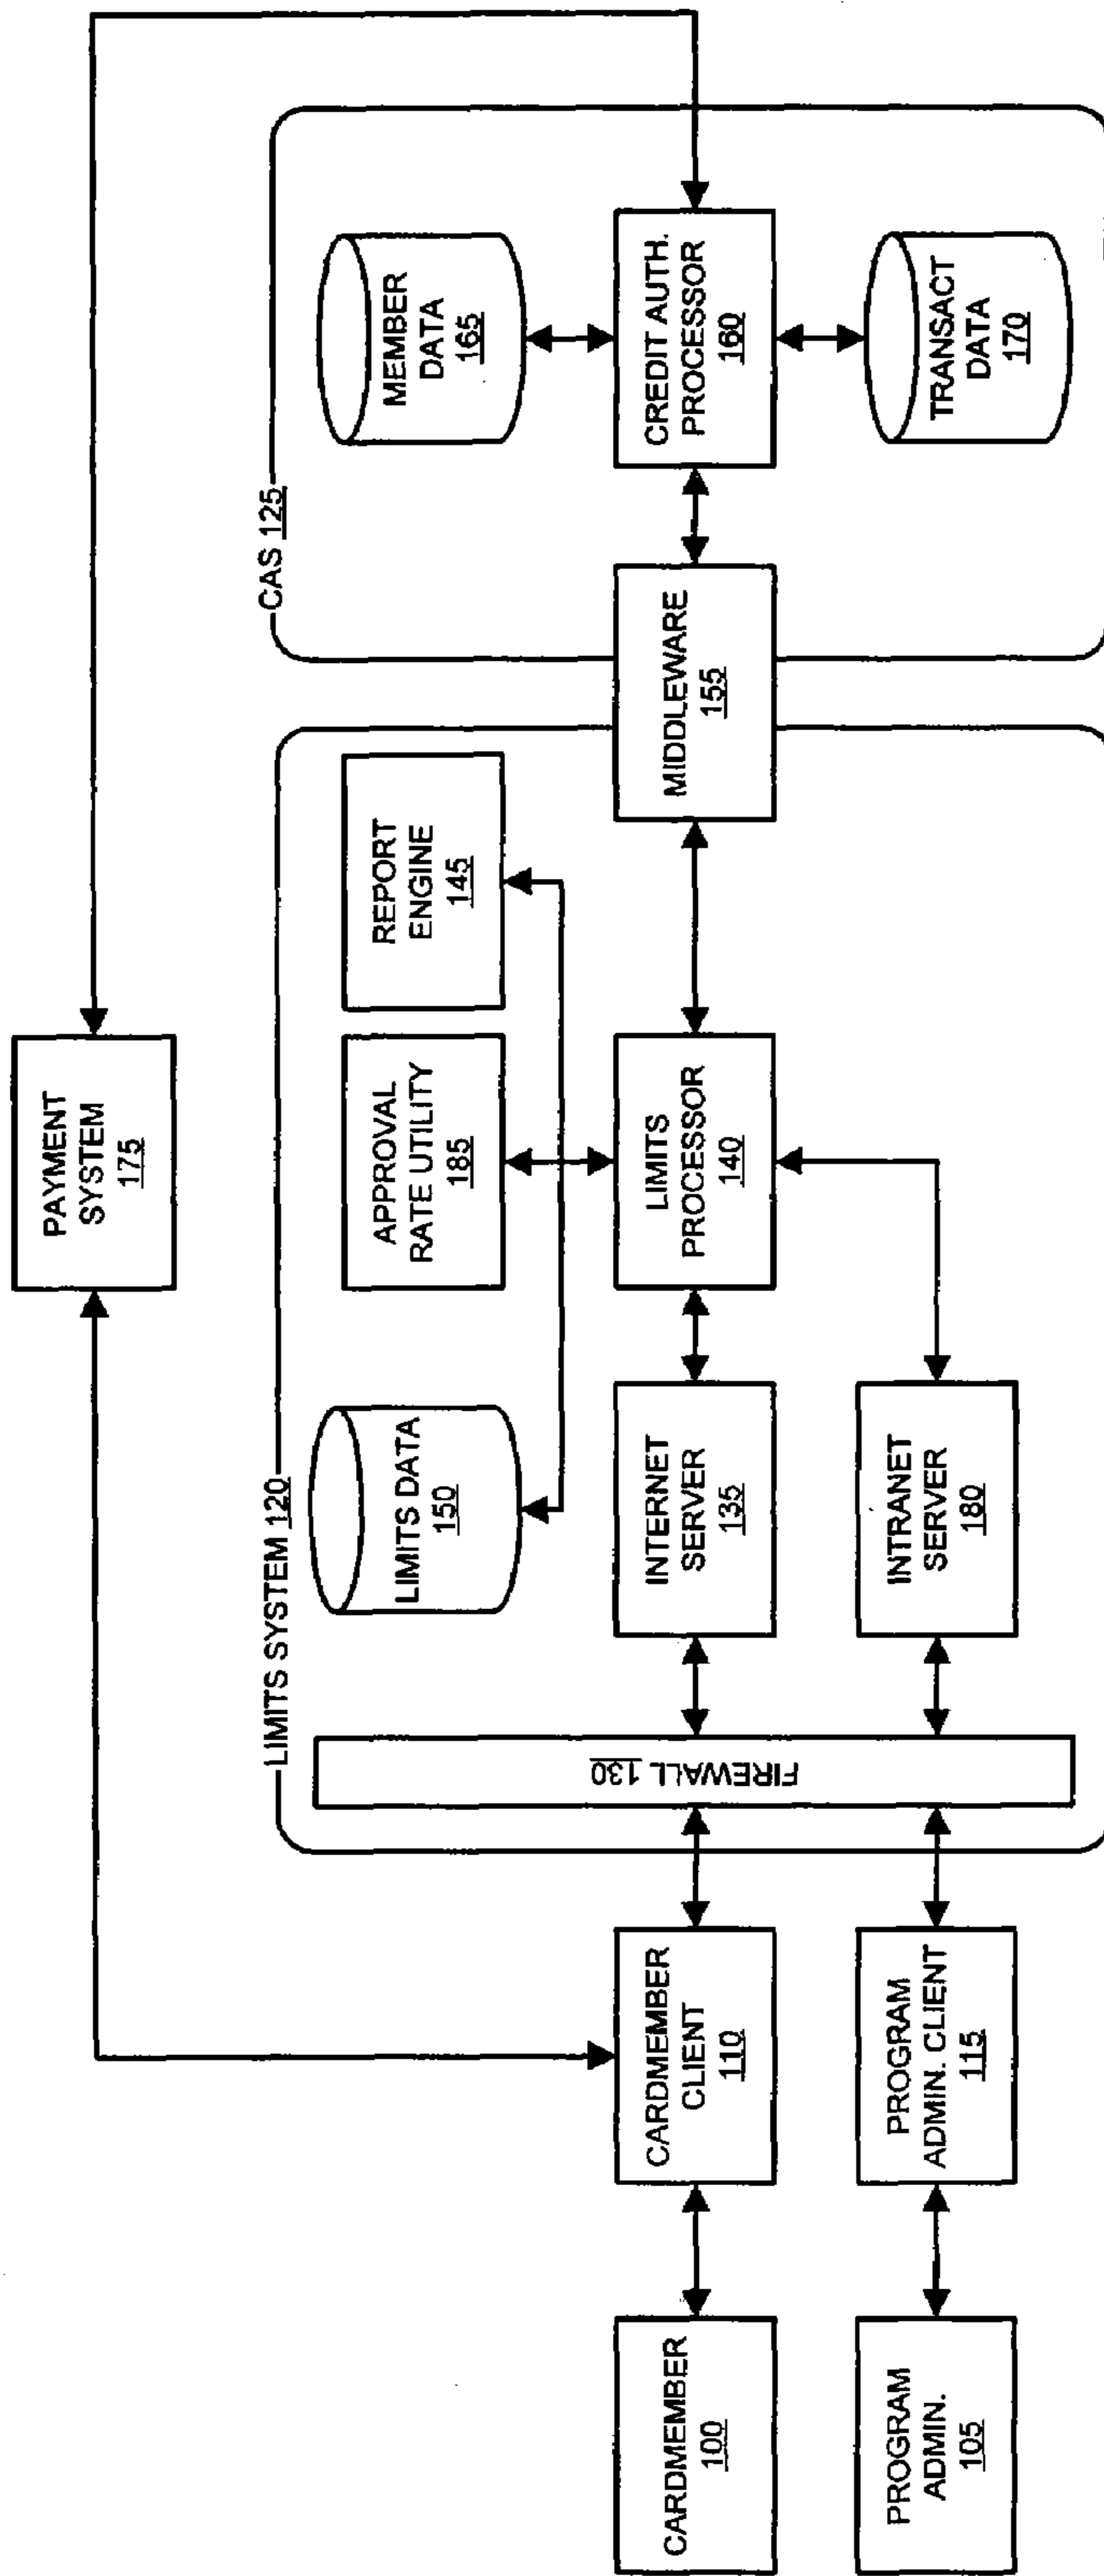 PAYMENT
SYSTEM
175
LIMITS SYSTEM 120
CAS 125
LIMITS DATA
150
APPROVAL
RATE UTILITY
185
REPORT
ENGINE
145
MEMBER
DATA
165
CARDMEMBER
100
CARDMEMBER
CLIENT
110
FIREWALL 130
INTERNET
SERVER
135
LIMITS
PROCESSOR
140
MIDDLEWARE
155
CREDIT AUTH.
PROCESSOR
160
PROGRAM
ADMIN.
105
PROGRAM
ADMIN. CLIENT
115
INTRANET
SERVER
180
TRANSACT
DATA
170